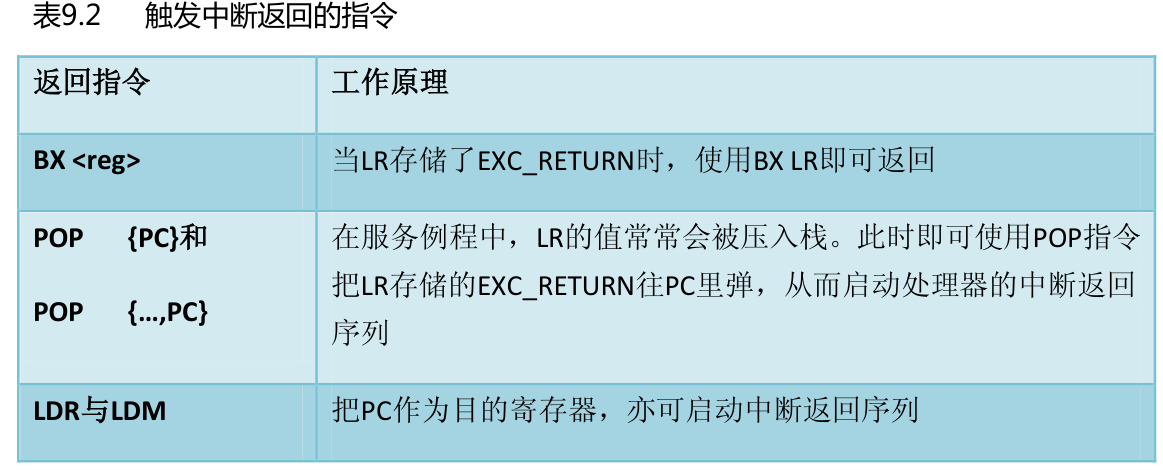 表9.2 触发中断返回的指令
返回指令 工作原理
BX <reg> 当LR存储了EXC_RETURN时，使用BX LR即可返回
POP {PC}和
POP {…,PC}
在服务例程中，LR的值常常会被压入栈。此时即可使用POP指令
把LR存储的EXC_RETURN往PC里弹，从而启动处理器的中断返回
序列
LDR与LDM 把PC作为目的寄存器，亦可启动中断返回序列